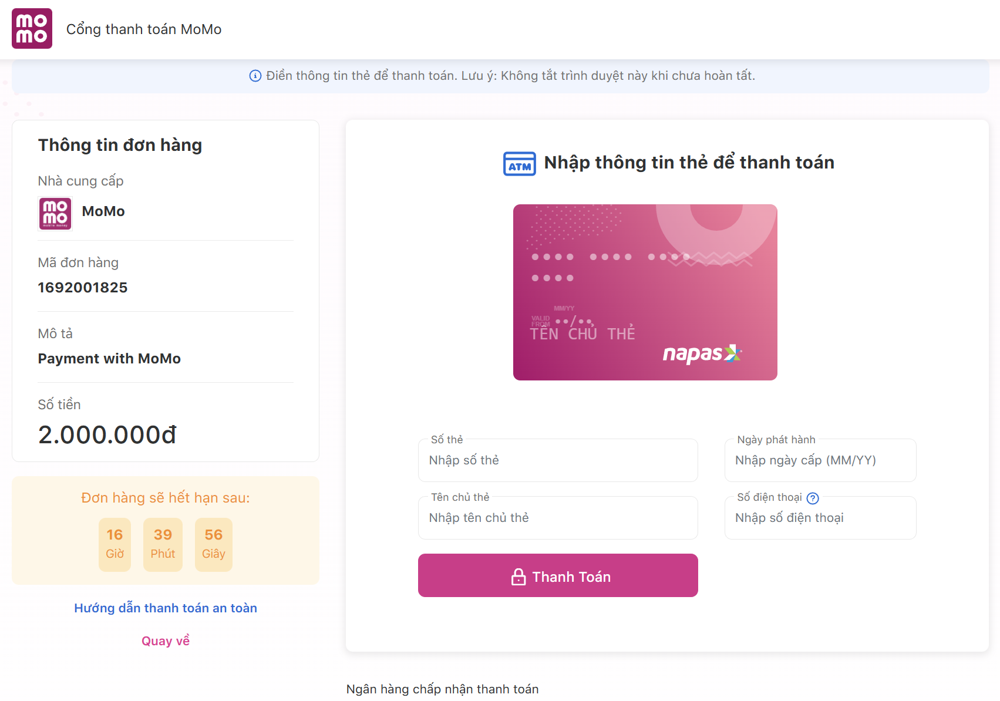 mo
mo
Cổng thanh toán MoMo
Điền thông tin thẻ để thanh toán. Lưu ý: Không tắt trình duyệt này khi chưa hoàn tất.
Thông tin đơn hàng
Nhà cung cấp
mo
mo
mobile money
MoMo
Mã đơn hàng
1692001825
Mô tả
Payment with MoMo
Số tiền
2.000.000đ
Đơn hàng sẽ hết hạn sau:
16 39 56
Giờ Phút Giây
Hướng dẫn thanh toán an toàn
Quay về
ATM Nhập thông tin thẻ để thanh toán
MM/YY
VALID
FROM ••/••
TÊN CHỦ THẺ
napas
Số thẻ
Nhập số thẻ
Ngày phát hành
Nhập ngày cấp (MM/YY)
Tên chủ thẻ
Nhập tên chủ thẻ
Số điện thoại ?
Nhập số điện thoại
Thanh Toán
Ngân hàng chấp nhận thanh toán